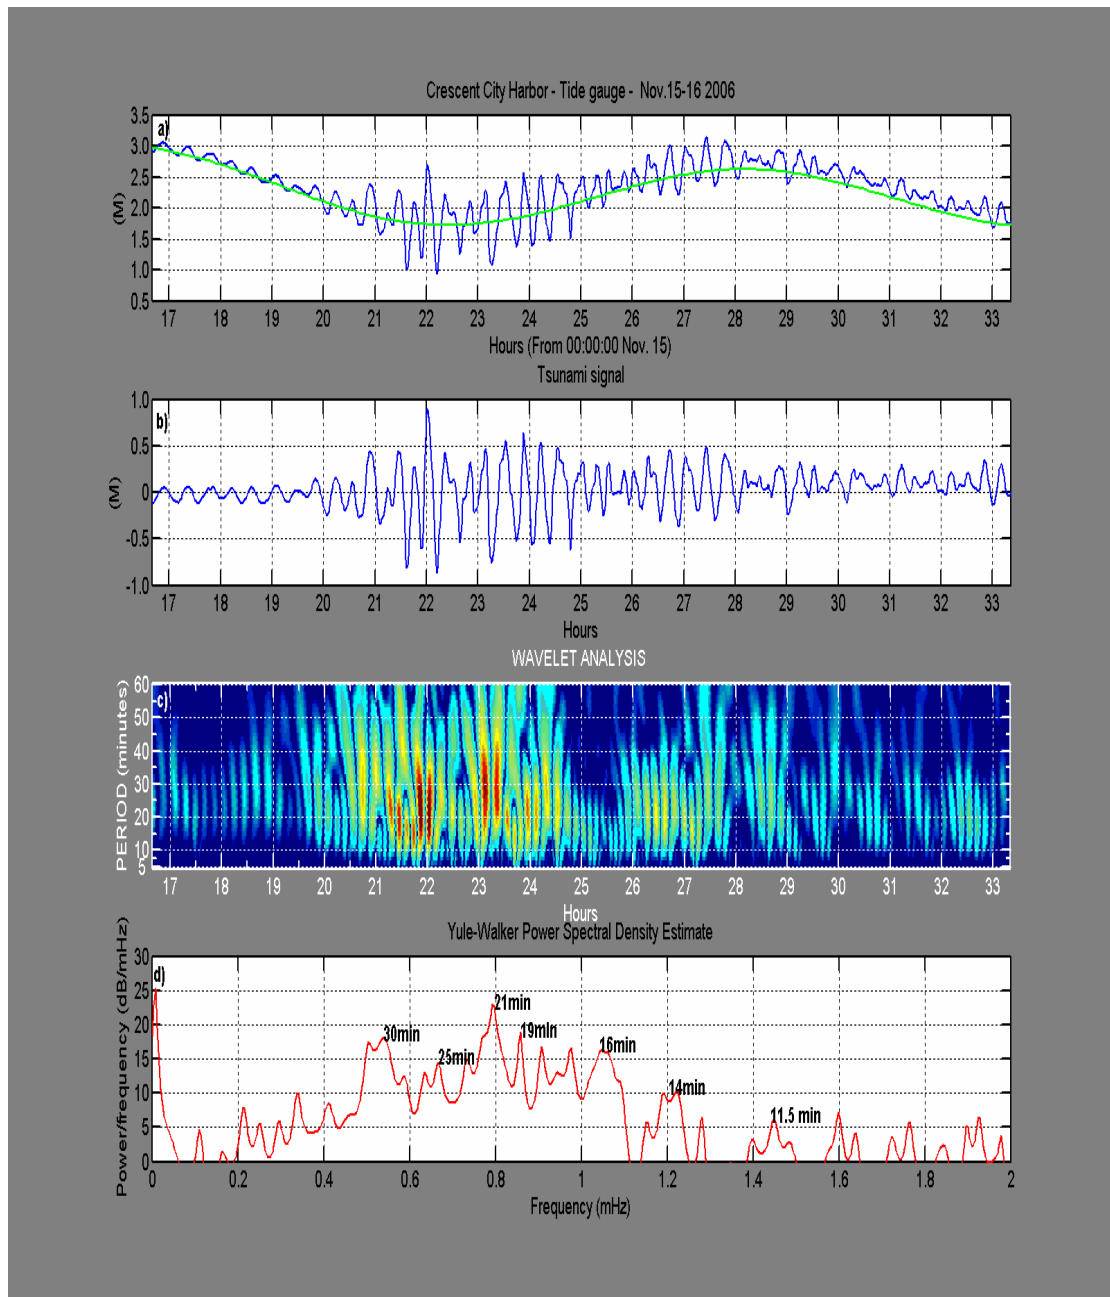 Crescent City Harbor - Tide gauge - Nov.15-16 2006
a)
(M)
3.5
3.0
2.5
2.0
1.5
1.0
0.5
17 18 19 20 21 22 23 24 25 26 27 28 29 30 31 32 33
Hours (From 00:00:00 Nov. 15)
Tsunami signal
b)
(M)
1.0
0.5
0
-0.5
-1.0
17 18 19 20 21 22 23 24 25 26 27 28 29 30 31 32 33
Hours
WAVELET ANALYSIS
c)
PERIOD (minutes)
60
50
40
30
20
10
5
17 18 19 20 21 22 23 24 25 26 27 28 29 30 31 32 33
Hours
Yule-Walker Power Spectral Density Estimate
d)
Power/frequency (dB/mHz)
30
25
20
15
10
5
0
21min
30min
19min
25min
16min
14min
11.5 min
0 0.2 0.4 0.6 0.8 1 1.2 1.4 1.6 1.8 2
Frequency (mHz)